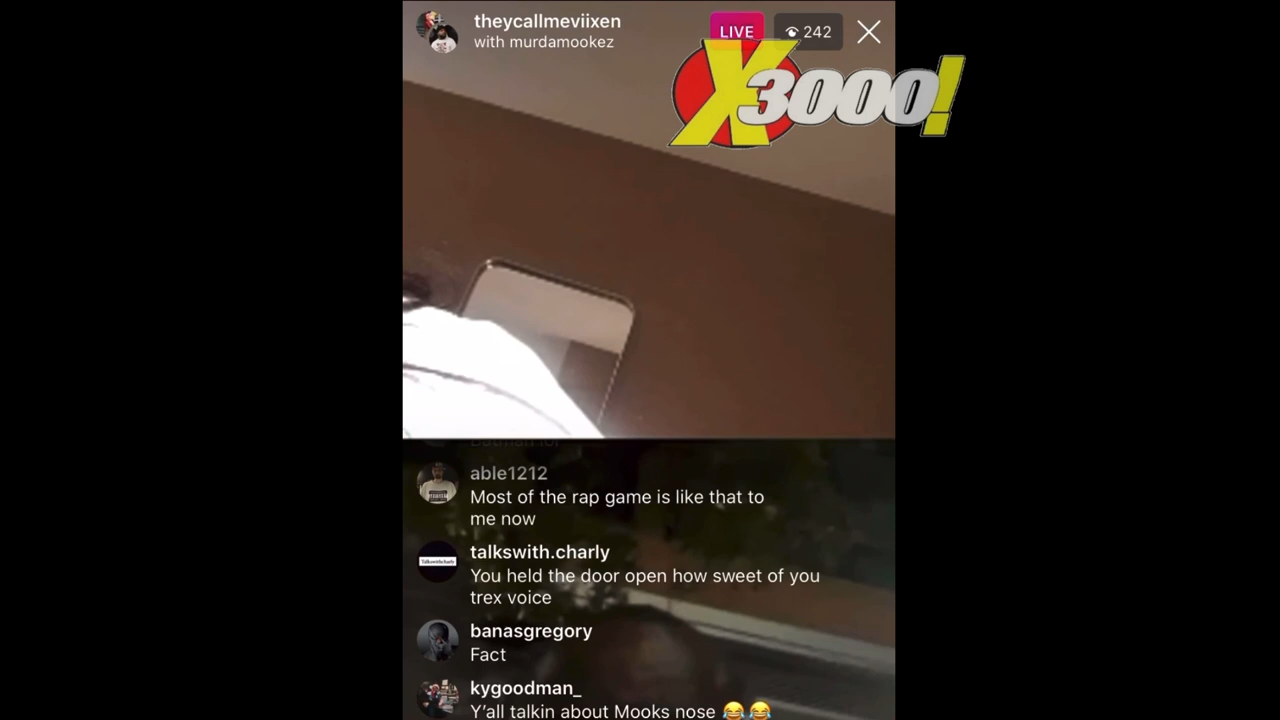 theycallmeviixen
with murdamookez
LIVE
242
X3000!
able1212
Most of the rap game is like that to
me now
talkswith.charly
You held the door open how sweet of you
trex voice
banasgregory
Fact
kygoodman_
Y'all talkin about Mooks nose 😂😂